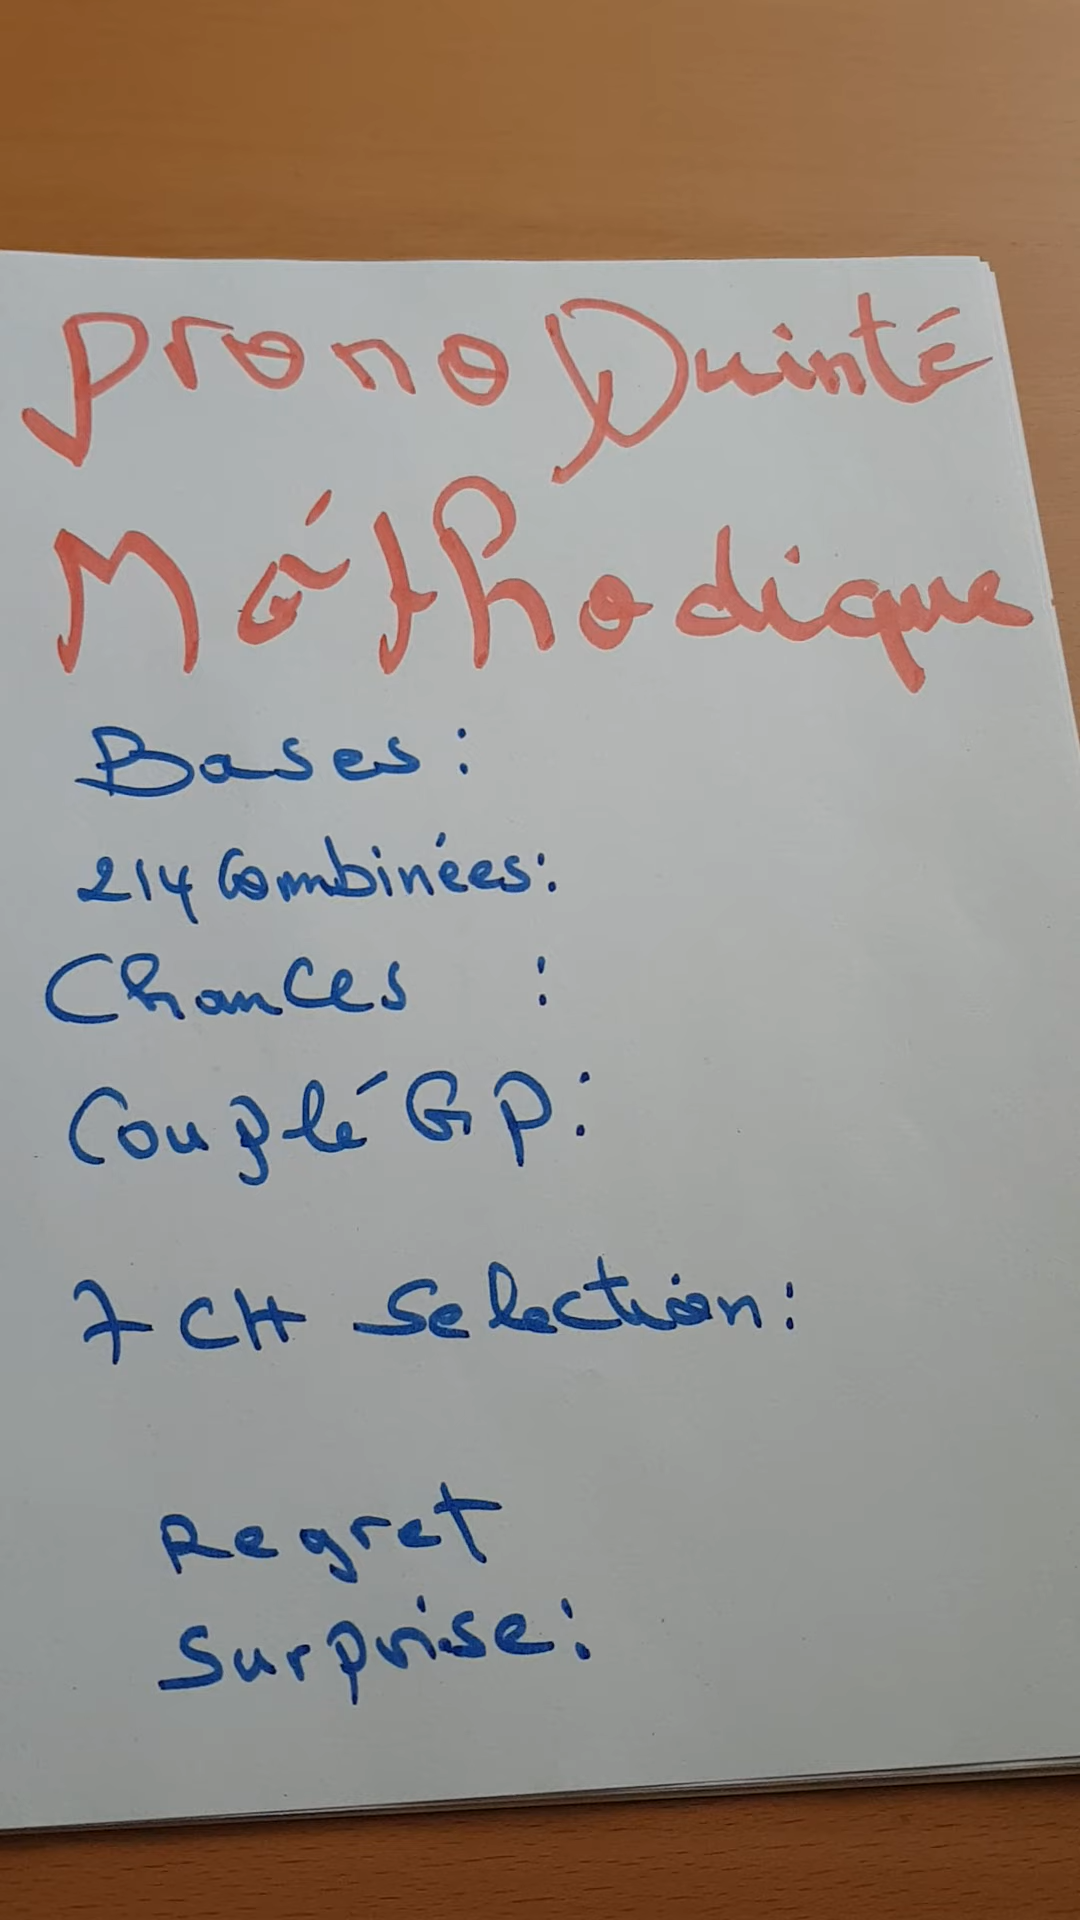 Prono Quinté
Méthodique
Bases:
214 Combinées:
Chances :
Couplé GP:
7 CH Selection:
Regret
Surprise: